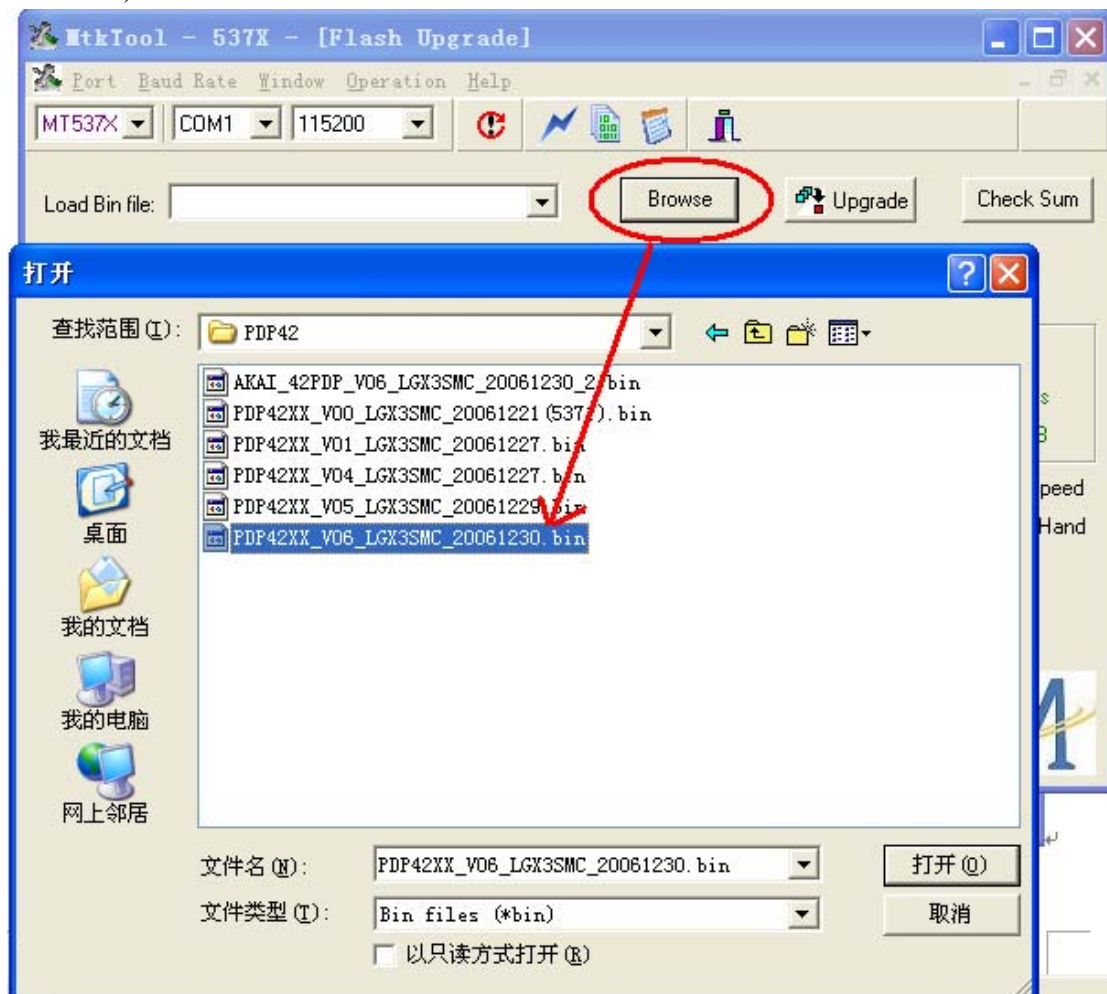 MtkTool - 537X - [Flash Upgrade]
Port Baud Rate Window Operation Help
MT537X COM1 115200
Load Bin file: Browse Upgrade Check Sum
打开
查找范围(I): PDP42
AKAI_42PDP_V06_LGX3SMC_20061230_2.bin
PDP42XX_V00_LGX3SMC_20061221(537).bin
PDP42XX_V01_LGX3SMC_20061227.bin
PDP42XX_V04_LGX3SMC_20061227.bin
PDP42XX_V05_LGX3SMC_20061229.bin
PDP42XX_V06_LGX3SMC_20061230.bin
我最近的文档
桌面
我的文档
我的电脑
网上邻居
peed
Hand
文件名(N): PDP42XX_V06_LGX3SMC_20061230.bin 打开(O)
文件类型(T): Bin files (*bin) 取消
以只读方式打开(R)